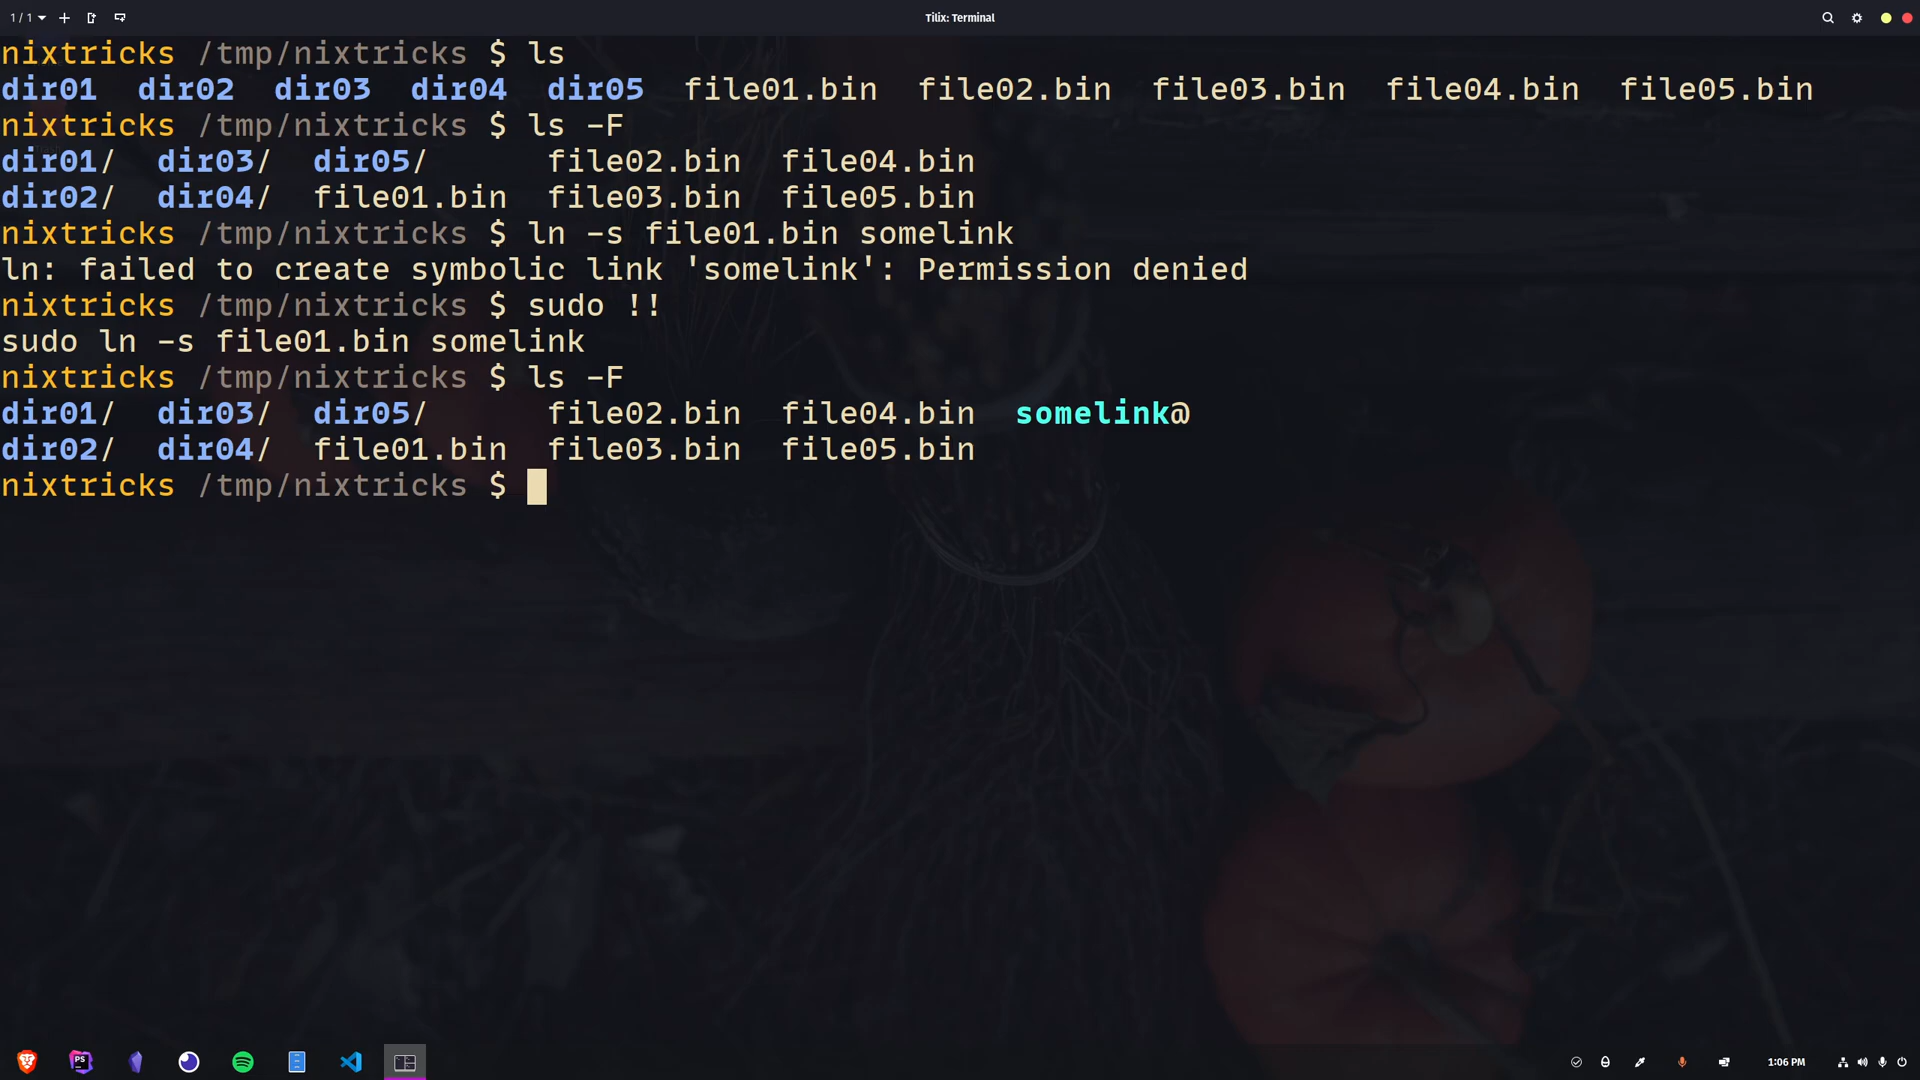 1 / 1
Tilix: Terminal
nixtricks /tmp/nixtricks $ ls
dir01  dir02  dir03  dir04  dir05  file01.bin  file02.bin  file03.bin  file04.bin  file05.bin
nixtricks /tmp/nixtricks $ ls -F
dir01/  dir03/  dir05/      file02.bin  file04.bin
dir02/  dir04/  file01.bin  file03.bin  file05.bin
nixtricks /tmp/nixtricks $ ln -s file01.bin somelink
ln: failed to create symbolic link 'somelink': Permission denied
nixtricks /tmp/nixtricks $ sudo !!
sudo ln -s file01.bin somelink
nixtricks /tmp/nixtricks $ ls -F
dir01/  dir03/  dir05/      file02.bin  file04.bin  somelink@
dir02/  dir04/  file01.bin  file03.bin  file05.bin
nixtricks /tmp/nixtricks $
PS
1:06 PM